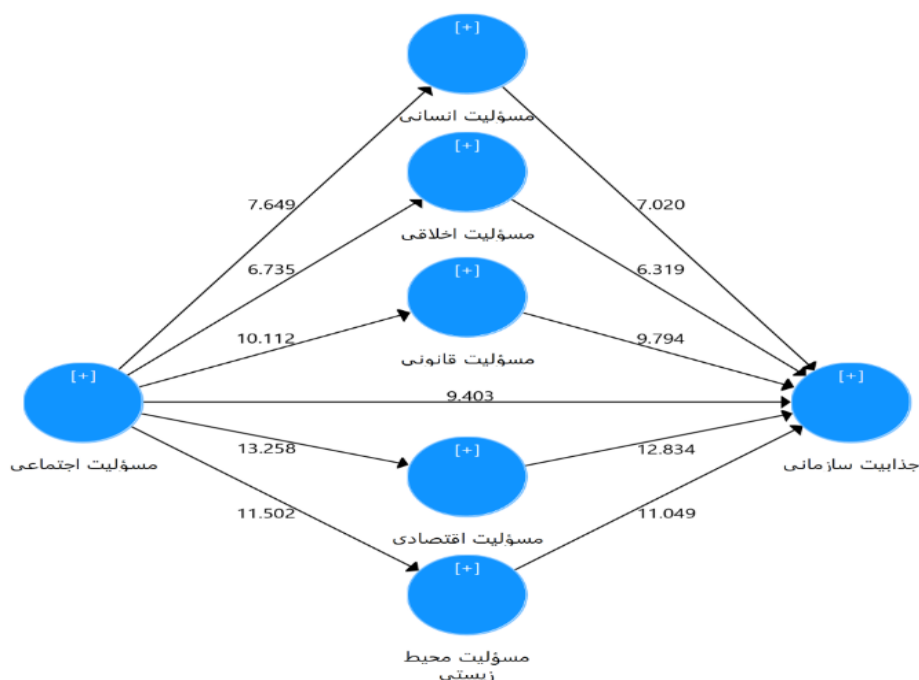 [+]
مسؤلیت انسانی
7.649
7.020
[+]
مسؤلیت اخلاقی
6.735
6.319
[+]
مسؤلیت قانونی
10.112
9.794
[+]
مسؤلیت اجتماعی
9.403
[+]
جذابیت سازمانی
13.258
12.834
[+]
مسؤلیت اقتصادی
11.502
11.049
[+]
مسؤلیت محیط
زیستی